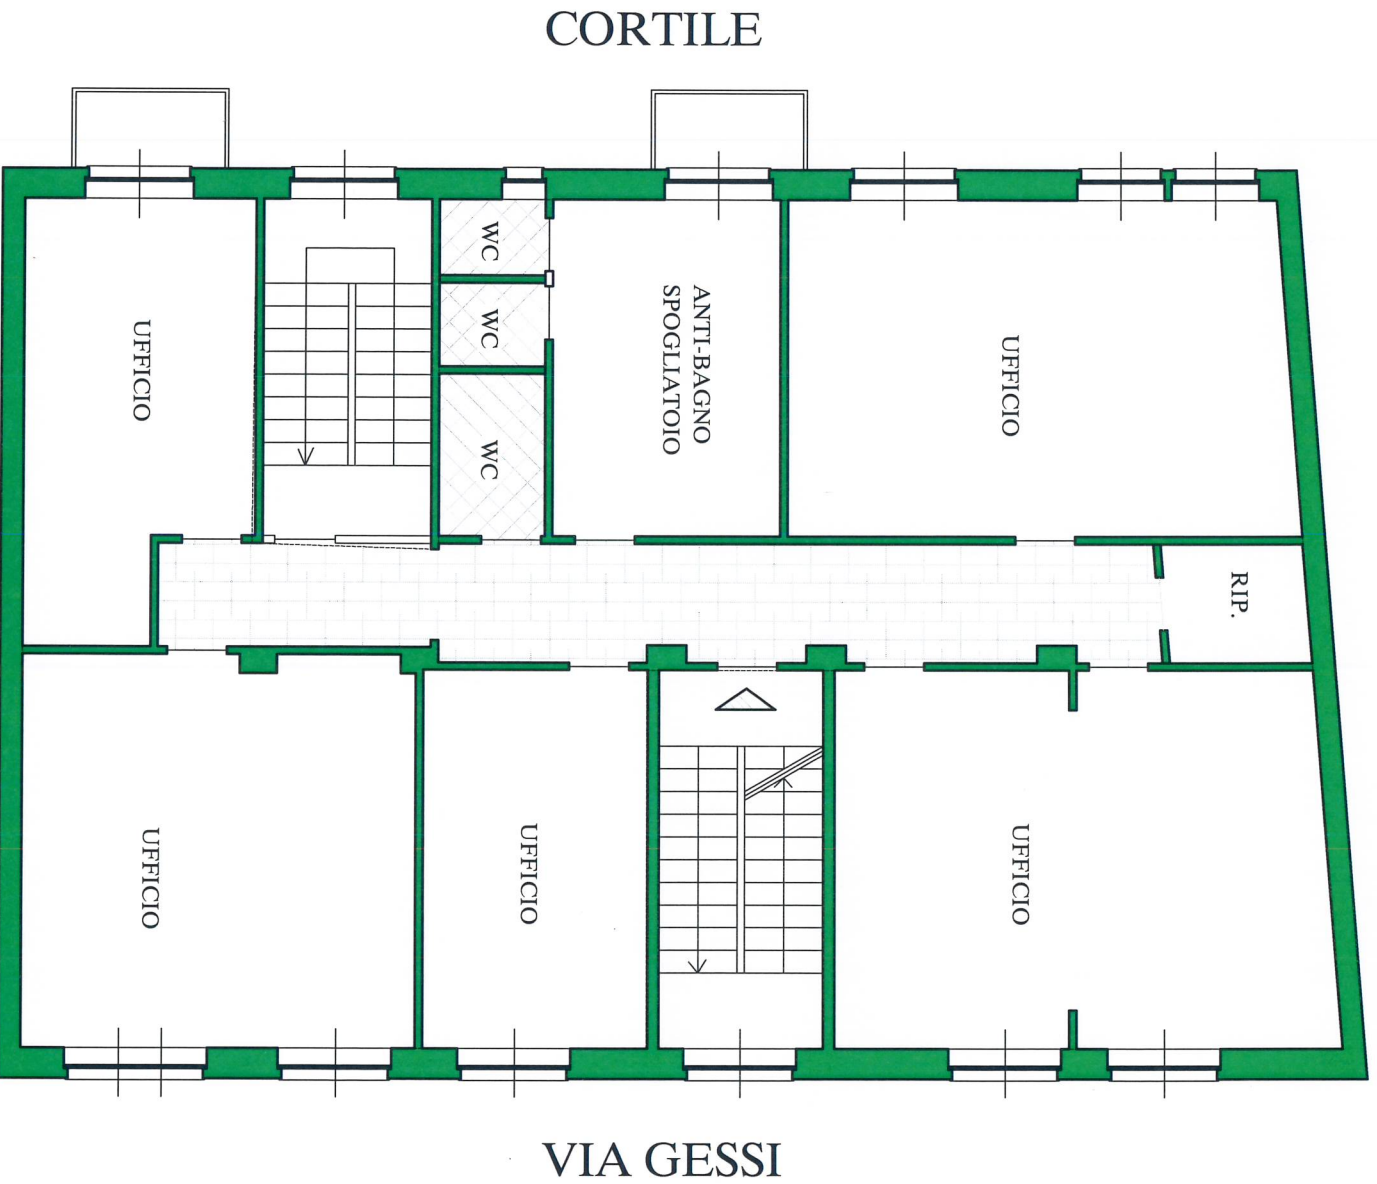 CORTILE
UFFICIO
WC
WC
WC
ANTI-BAGNO
SPOGLIATOIO
UFFICIO
RIP.
UFFICIO
UFFICIO
UFFICIO
VIA GESSI